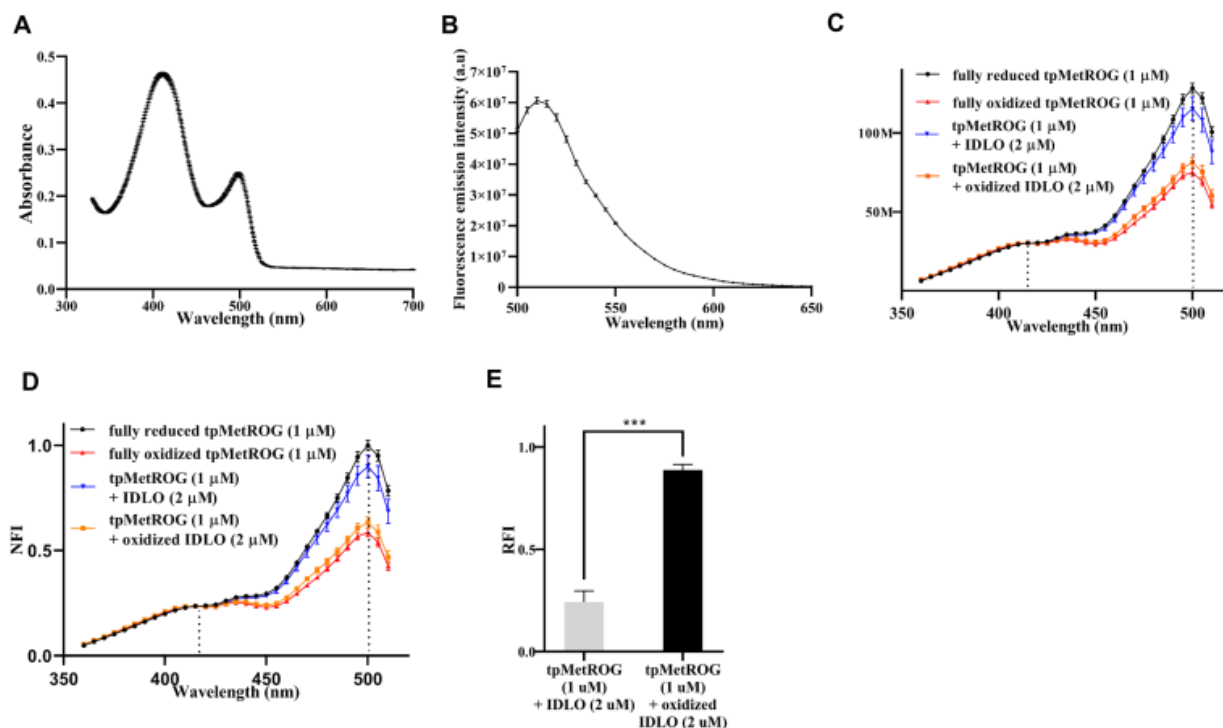 A
0.5
0.4
0.3
0.2
0.1
0.0
Absorbance
300
400
500
600
700
Wavelength (nm)
B
7×10⁷
6×10⁷
5×10⁷
4×10⁷
3×10⁷
2×10⁷
1×10⁷
0
Fluorescence emission intensity (a.u)
500
550
600
650
Wavelength (nm)
C
fully reduced tpMetROG (1 μM)
fully oxidized tpMetROG (1 μM)
tpMetROG (1 μM)
+ IDLO (2 μM)
tpMetROG (1 μM)
+ oxidized IDLO (2 μM)
100M
50M
350
400
450
500
Wavelength (nm)
D
fully reduced tpMetROG (1 μM)
fully oxidized tpMetROG (1 μM)
tpMetROG (1 μM)
+ IDLO (2 μM)
tpMetROG (1 μM)
+ oxidized IDLO (2 μM)
1.0
0.5
0.0
NFI
350
400
450
500
Wavelength (nm)
E
***
1.0
0.5
0.0
RFI
tpMetROG
(1 uM)
+ IDLO (2 uM)
tpMetROG
(1 uM)
+ oxidized
IDLO (2 uM)